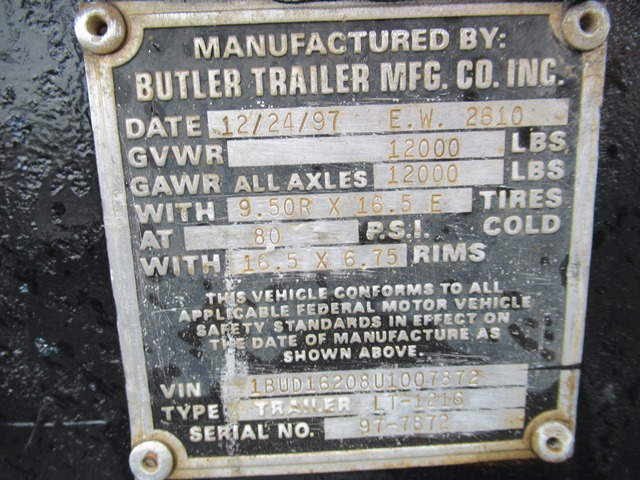 MANUFACTURED BY:
BUTLER TRAILER MFG. CO. INC.
DATE 12/24/97 E.W. 2610
GVWR 12000 LBS
GAWR ALL AXLES 12000 LBS
WITH 9.50R X 16.5 E TIRES
AT 80 P.S.I. COLD
WITH 16.5 X 6.75 RIMS
THIS VEHICLE CONFORMS TO ALL
APPLICABLE FEDERAL MOTOR VEHICLE
SAFETY STANDARDS IN EFFECT ON
THE DATE OF MANUFACTURE AS
SHOWN ABOVE.
VIN 1BUD16208U1007872
TYPE TRAILER LT-1216
SERIAL NO. 97-7872